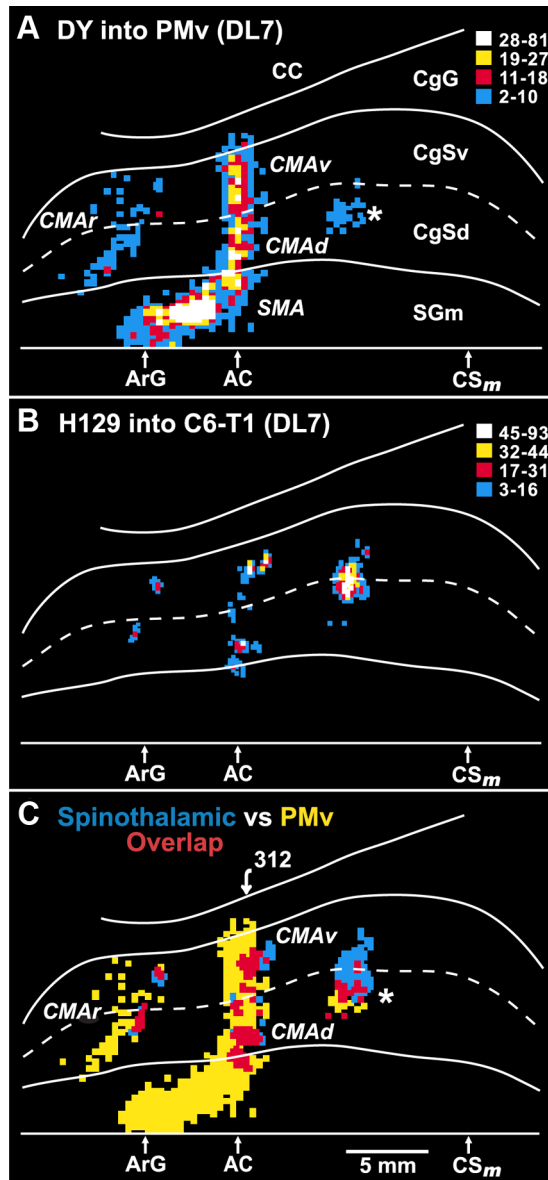 A DY into PMv (DL7)
28-81
19-27
11-18
2-10
CC
CgG
CMAv
CgSv
CMAr
*
CMAd
CgSd
SMA
SGm
ArG
AC
CSm
B H129 into C6-T1 (DL7)
45-93
32-44
17-31
3-16
ArG
AC
CSm
C Spinothalamic vs PMv
Overlap
312
CMAv
CMAr
*
CMAd
ArG
AC
5 mm
CSm